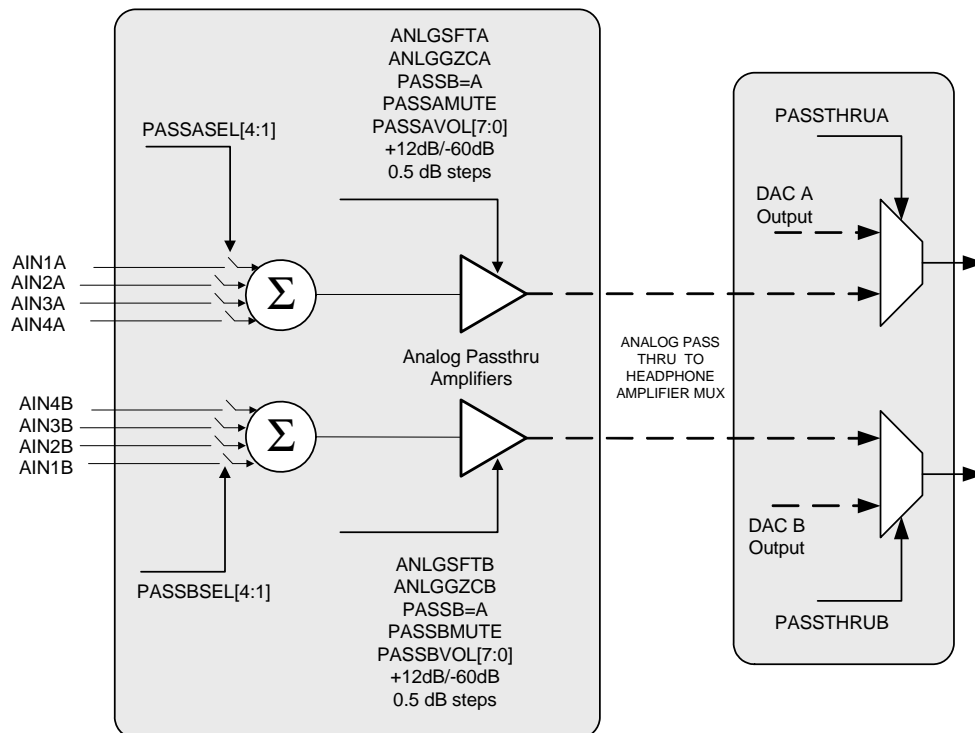 ANLGSFTA
ANLGGZCA
PASSB=A
PASSAMUTE
PASSAVOL[7:0]
+12dB/-60dB
0.5 dB steps
PASSASEL[4:1]
AIN1A
AIN2A
AIN3A
AIN4A
Σ
Analog Passthru
Amplifiers
AIN4B
AIN3B
AIN2B
AIN1B
Σ
PASSBSEL[4:1]
ANLGSFTB
ANLGGZCB
PASSB=A
PASSBMUTE
PASSBVOL[7:0]
+12dB/-60dB
0.5 dB steps
ANALOG PASS
THRU TO
HEADPHONE
AMPLIFIER MUX
PASSTHRUA
DAC A
Output
DAC B
Output
PASSTHRUB